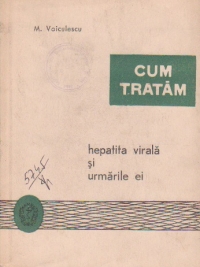 M. Voiculescu
CUM
TRATĂM
hepatita virală
și
urmările ei